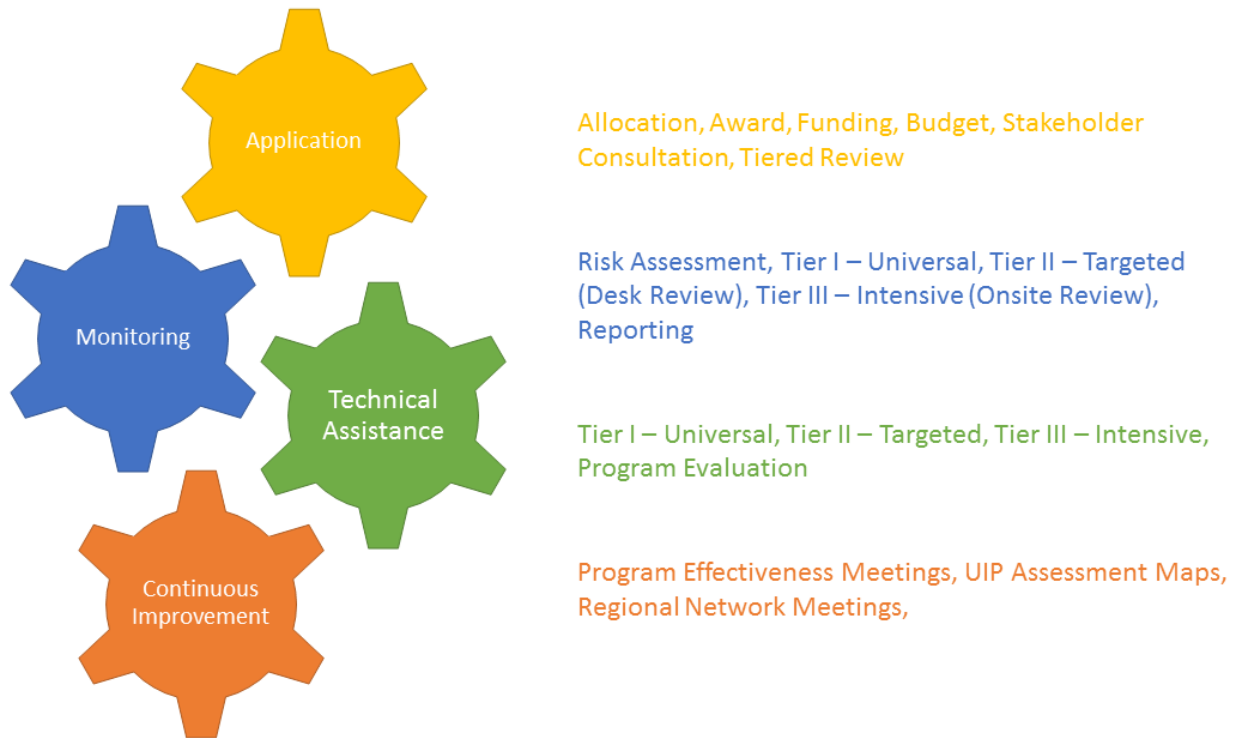 Application
Allocation, Award, Funding, Budget, Stakeholder
Consultation, Tiered Review
Monitoring
Risk Assessment, Tier I – Universal, Tier II – Targeted
(Desk Review), Tier III – Intensive (Onsite Review),
Reporting
Technical
Assistance
Tier I – Universal, Tier II – Targeted, Tier III – Intensive,
Program Evaluation
Continuous
Improvement
Program Effectiveness Meetings, UIP Assessment Maps,
Regional Network Meetings,